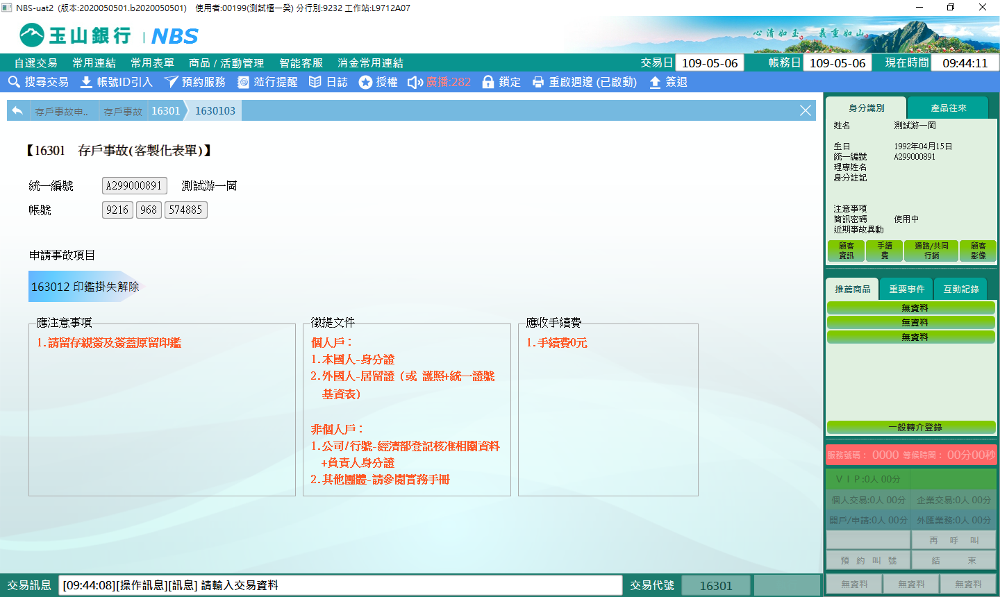 NBS-uat2 (版本:2020050501.b2020050501) 使用者:00199(測試櫃一癸) 分行別:9232 工作站:L9712A07
玉山銀行 | NBS
心清如玉。義重如山。
自選交易 常用連結 常用表單 商品 / 活動管理 智能客服 消金常用連結
交易日 109-05-06 帳務日 109-05-06 現在時間 09:44:11
搜尋交易 帳號ID引入 預約服務 蒞行提醒 日誌 授權 廣播:282 鎖定 重啟週邊 (已啟動) 簽退
存戶事故申.. 存戶事故 16301 1630103
【16301 存戶事故(客製化表單)】
統一編號 A299000891 測試游一岡
帳號 9216 968 574885
申請事故項目
163012 印鑑掛失解除
應注意事項
1.請留存親簽及簽蓋原留印鑑
徵提文件
個人戶：
1.本國人-身分證
2.外國人-居留證（或 護照+統一證號
基資表）
非個人戶：
1.公司/行號-經濟部登記核准相關資料
+負責人身分證
2.其他團體-請參閱實務手冊
應收手續費
1.手續費0元
身分識別 產品往來
姓名 測試游一岡
生日 1992年04月15日
統一編號 A299000891
理專姓名
身分註記
注意事項
簡訊密碼 使用中
近期事故異動
顧客
資訊
手續
費
通路/共同
行銷
顧客
影像
推薦商品 重要事件 互動記錄
無資料
無資料
無資料
一般轉介登錄
服務號碼： 0000 等候時間： 00分00秒
ＶＩＰ:0人 00分
個人交易:0人 00分 企業交易:0人 00分
開戶/申請:0人 00分 外匯業務:0人 00分
再 呼 叫
預 約 叫 號 結 束
無資料 無資料 無資料
交易訊息 [09:44:08][操作訊息][訊息] 請輸入交易資料 交易代號 16301